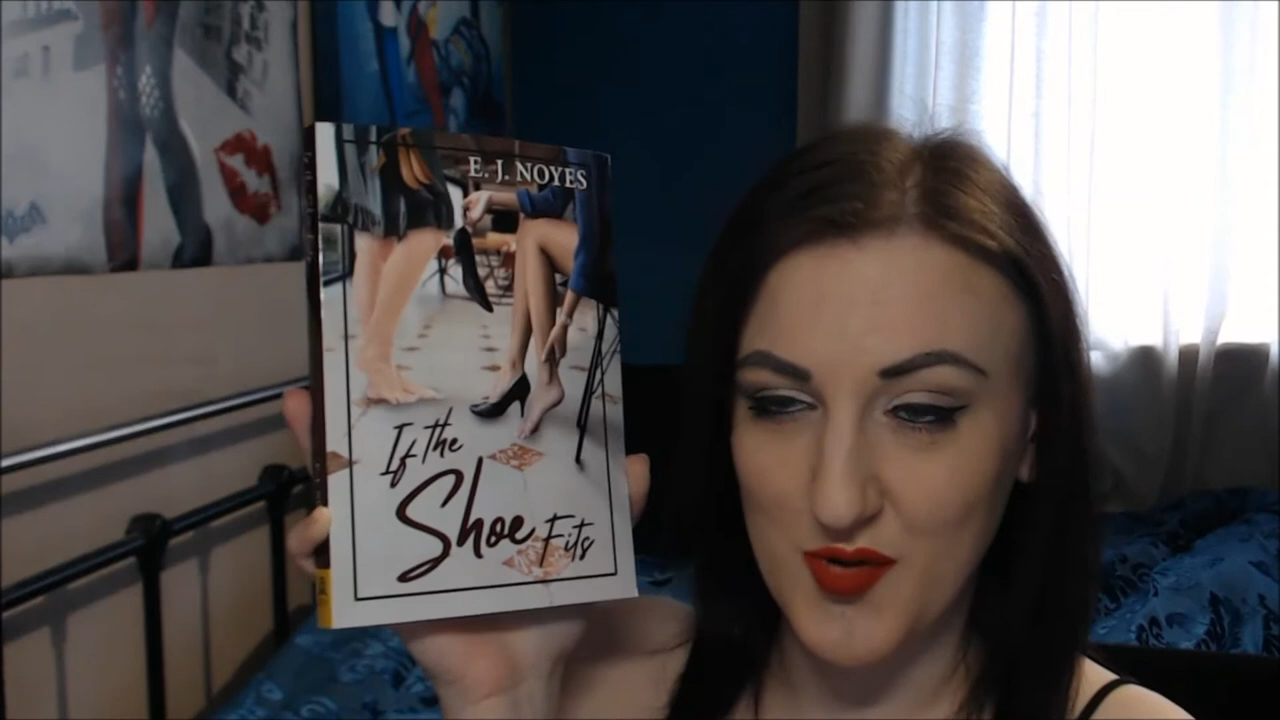 E. J. NOYES
If the
Shoe
Fits